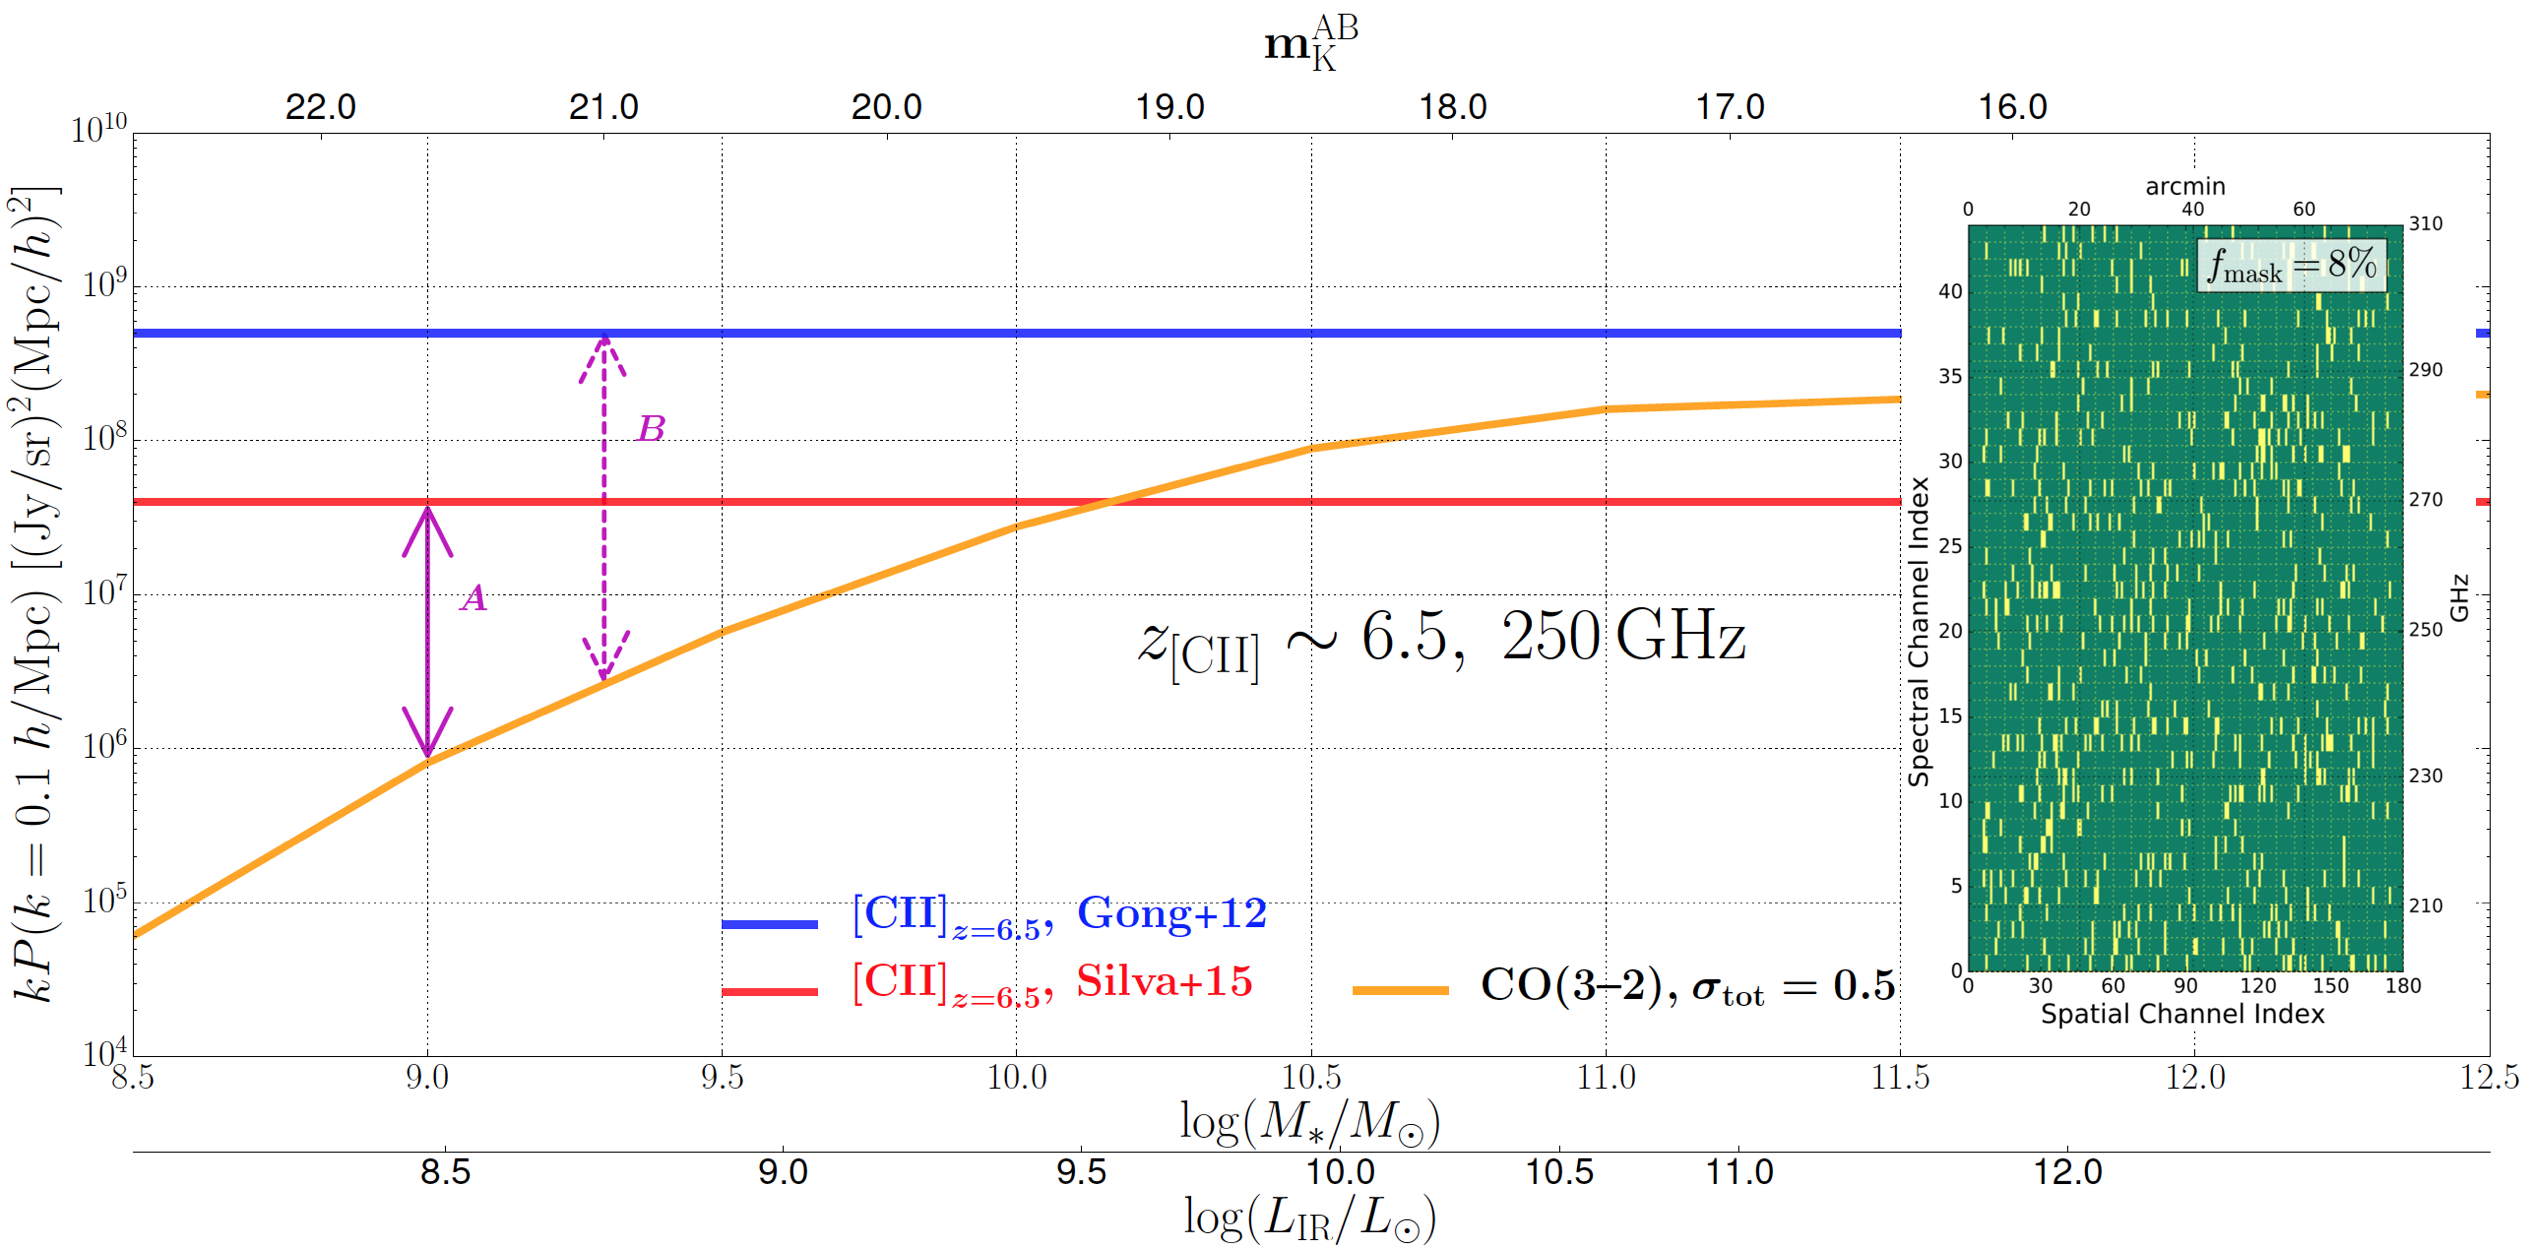 m_K^AB
22.0 21.0 20.0 19.0 18.0 17.0 16.0
kP(k = 0.1 h/Mpc) [(Jy/sr)^2(Mpc/h)^2]
10^10
10^9
10^8
10^7
10^6
10^5
10^4
B
A
z_[CII] ∼ 6.5, 250 GHz
[CII]_z=6.5, Gong+12
[CII]_z=6.5, Silva+15
CO(3–2), σ_tot = 0.5
8.5 9.0 9.5 10.0 10.5 11.0 11.5 12.0 12.5
log(M_*/M_⊙)
8.5 9.0 9.5 10.0 10.5 11.0 12.0
log(L_IR/L_⊙)
arcmin
0 20 40 60
f_mask = 8%
Spectral Channel Index
40
35
30
25
20
15
10
5
0
310
290
270
250
230
210
GHz
0 30 60 90 120 150 180
Spatial Channel Index